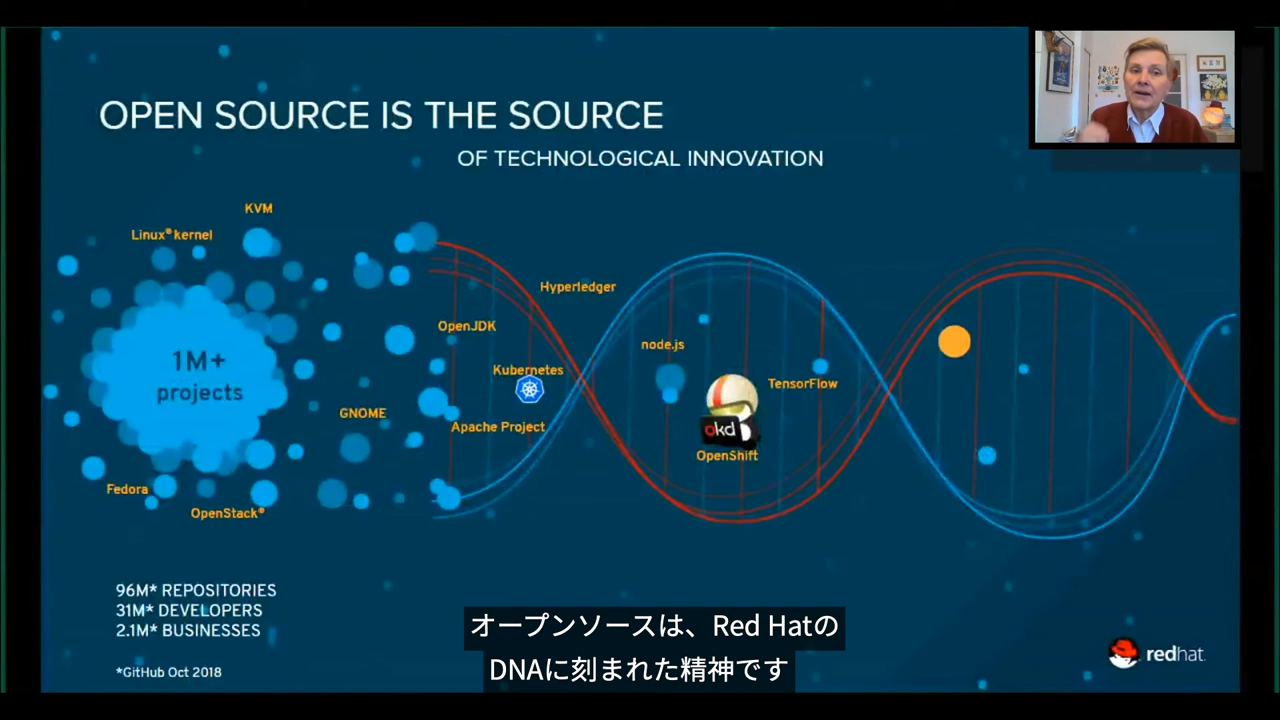 OPEN SOURCE IS THE SOURCE
OF TECHNOLOGICAL INNOVATION
KVM
Linux® kernel
1M+
projects
GNOME
Fedora
OpenStack®
Hyperledger
OpenJDK
Kubernetes
Apache Project
node.js
TensorFlow
okd
OpenShift
96M* REPOSITORIES
31M* DEVELOPERS
2.1M* BUSINESSES
*GitHub Oct 2018
オープンソースは、Red Hatの
DNAに刻まれた精神です
redhat.